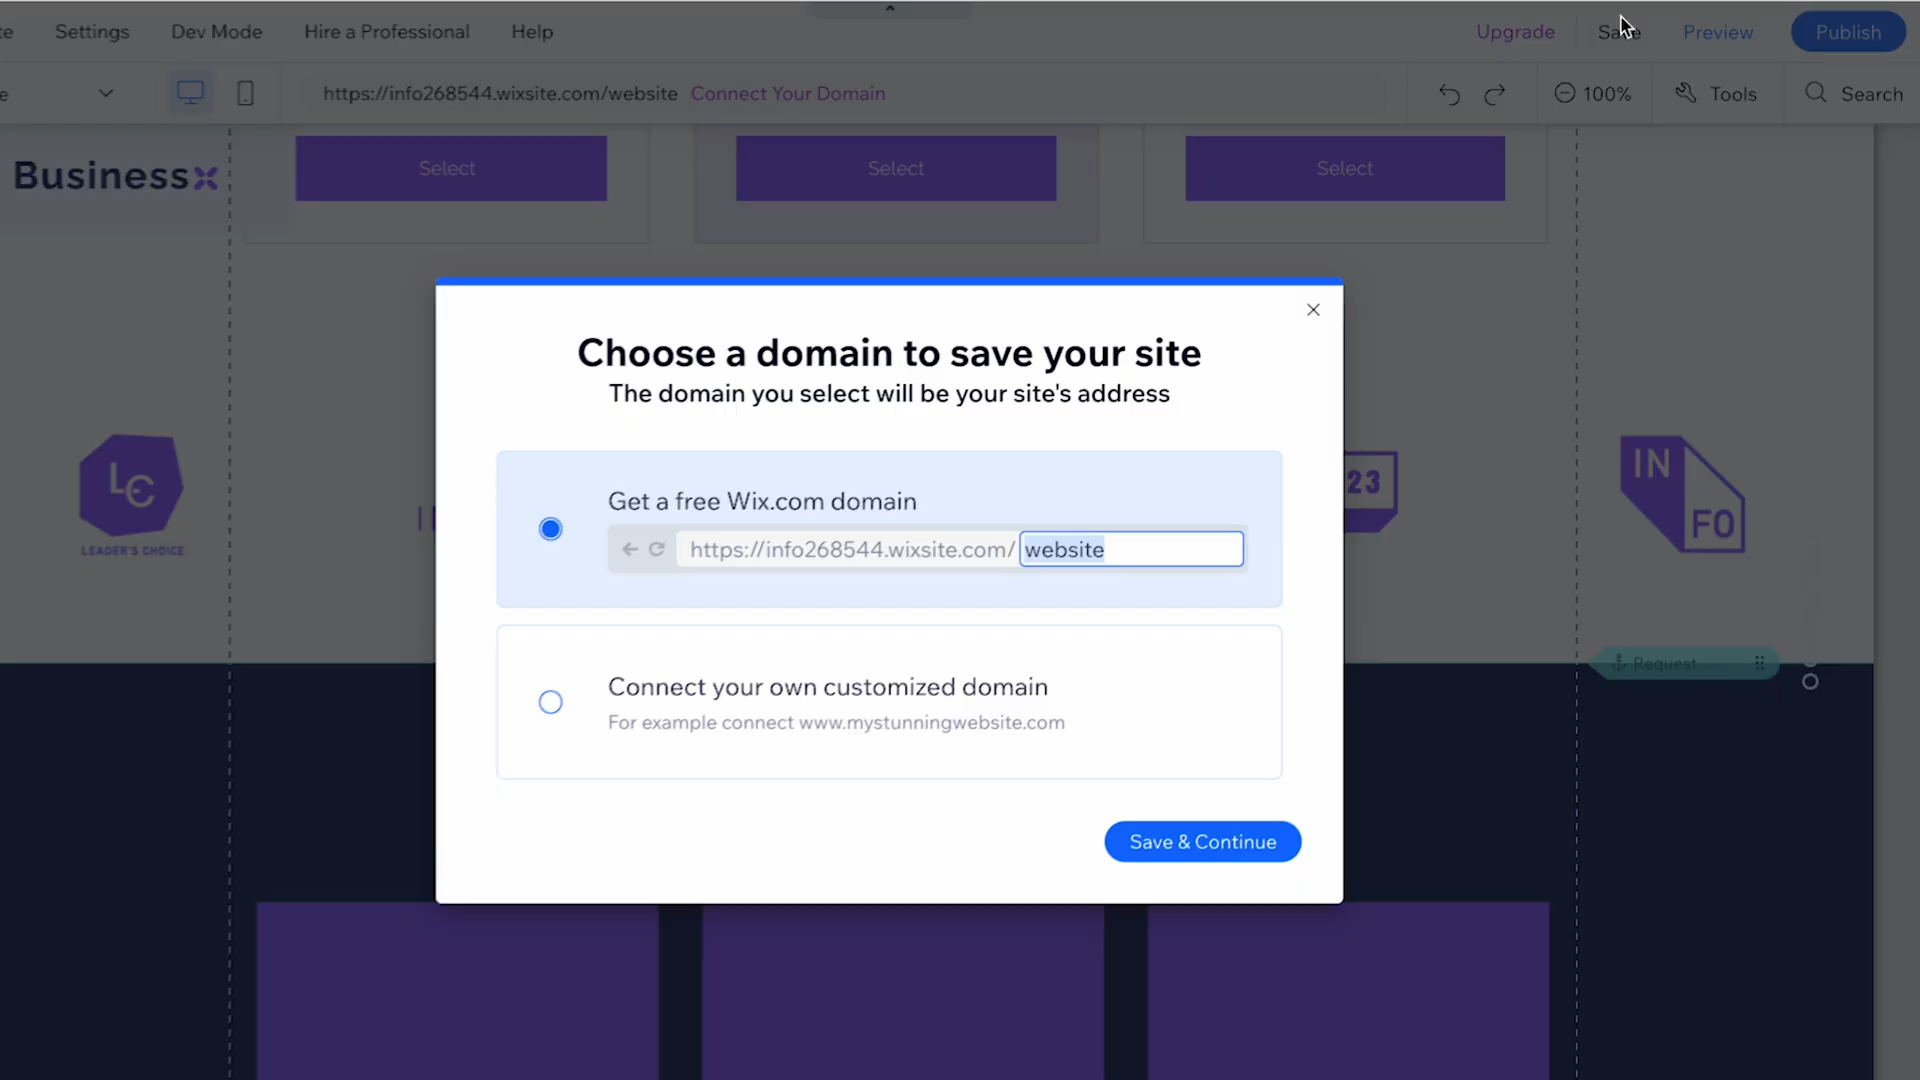 Settings Dev Mode Hire a Professional Help Upgrade Preview Publish
https://info268544.wixsite.com/website Connect Your Domain 100% Tools Search
Businessx
Select Select Select
Choose a domain to save your site
The domain you select will be your site's address
Get a free Wix.com domain
https://info268544.wixsite.com/ website
Connect your own customized domain
For example connect www.mystunningwebsite.com
Save & Continue
LC
LEADER'S CHOICE
23
IN
FO
Request